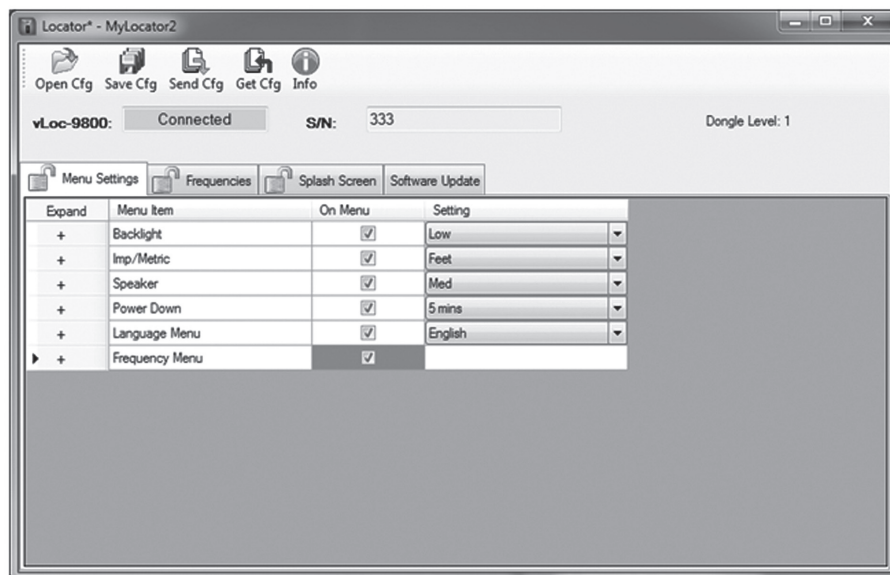 Locator* - MyLocator2
Open Cfg Save Cfg Send Cfg Get Cfg Info
vLoc-9800: Connected S/N: 333 Dongle Level: 1
Menu Settings Frequencies Splash Screen Software Update
Expand Menu Item On Menu Setting
+ Backlight Low
+ Imp/Metric Feet
+ Speaker Med
+ Power Down 5 mins
+ Language Menu English
+ Frequency Menu